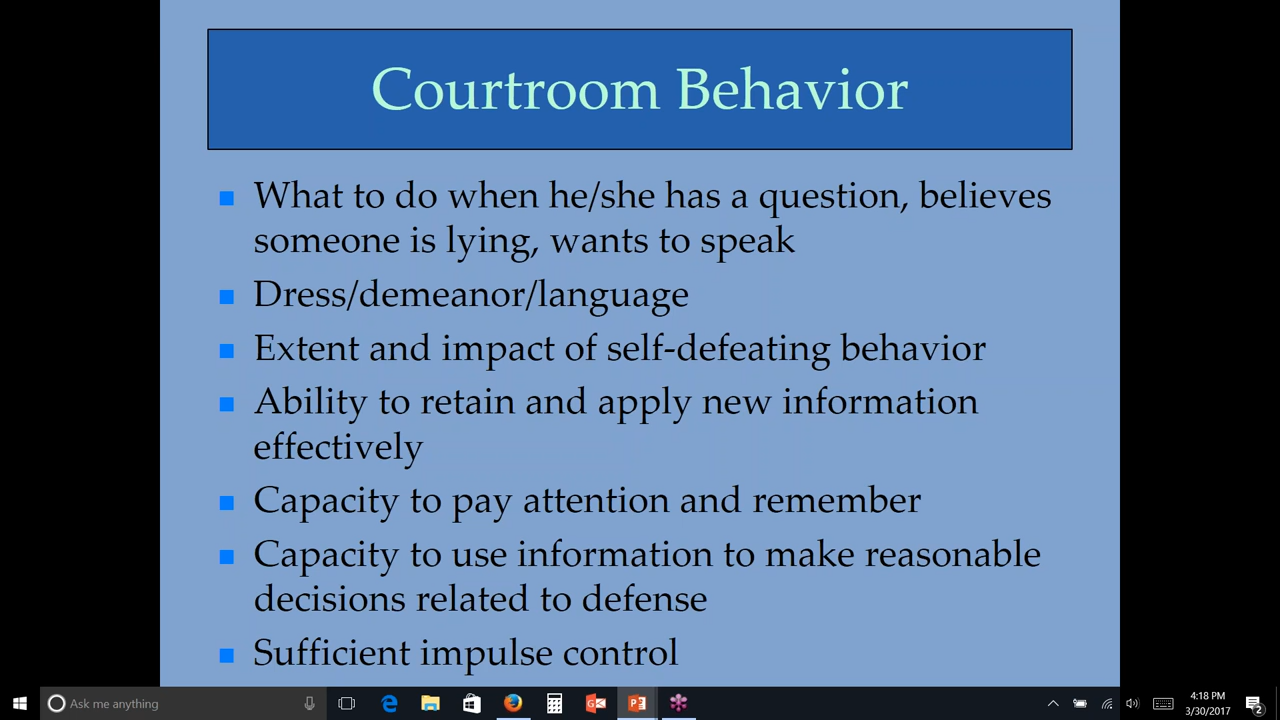 Courtroom Behavior
What to do when he/she has a question, believes
someone is lying, wants to speak
Dress/demeanor/language
Extent and impact of self-defeating behavior
Ability to retain and apply new information
effectively
Capacity to pay attention and remember
Capacity to use information to make reasonable
decisions related to defense
Sufficient impulse control
Ask me anything
4:18 PM
3/30/2017
2